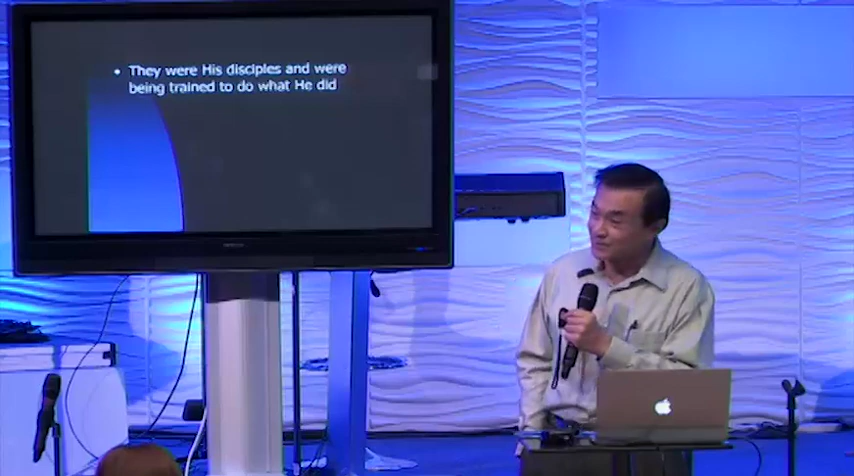 • They were His disciples and were
being trained to do what He did